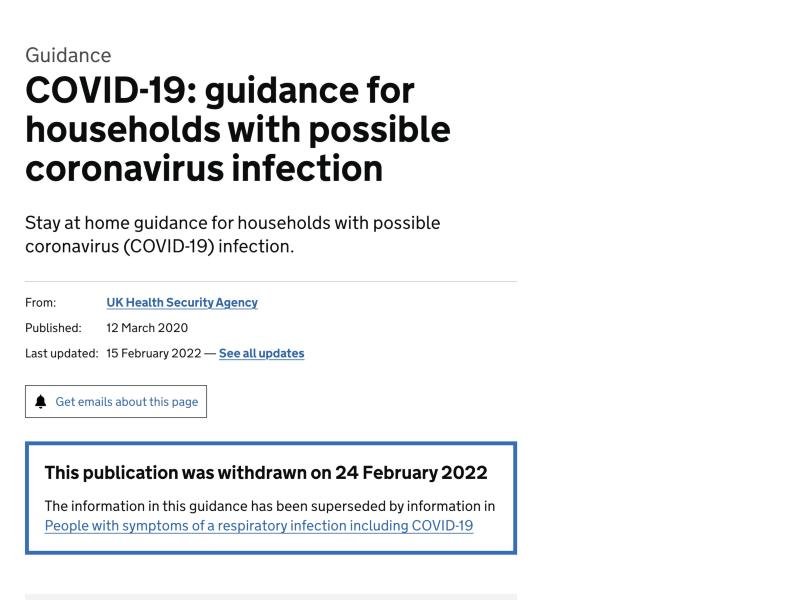 Guidance
COVID-19: guidance for
households with possible
coronavirus infection
Stay at home guidance for households with possible
coronavirus (COVID-19) infection.
From: UK Health Security Agency
Published: 12 March 2020
Last updated: 15 February 2022 — See all updates
Get emails about this page
This publication was withdrawn on 24 February 2022
The information in this guidance has been superseded by information in
People with symptoms of a respiratory infection including COVID-19